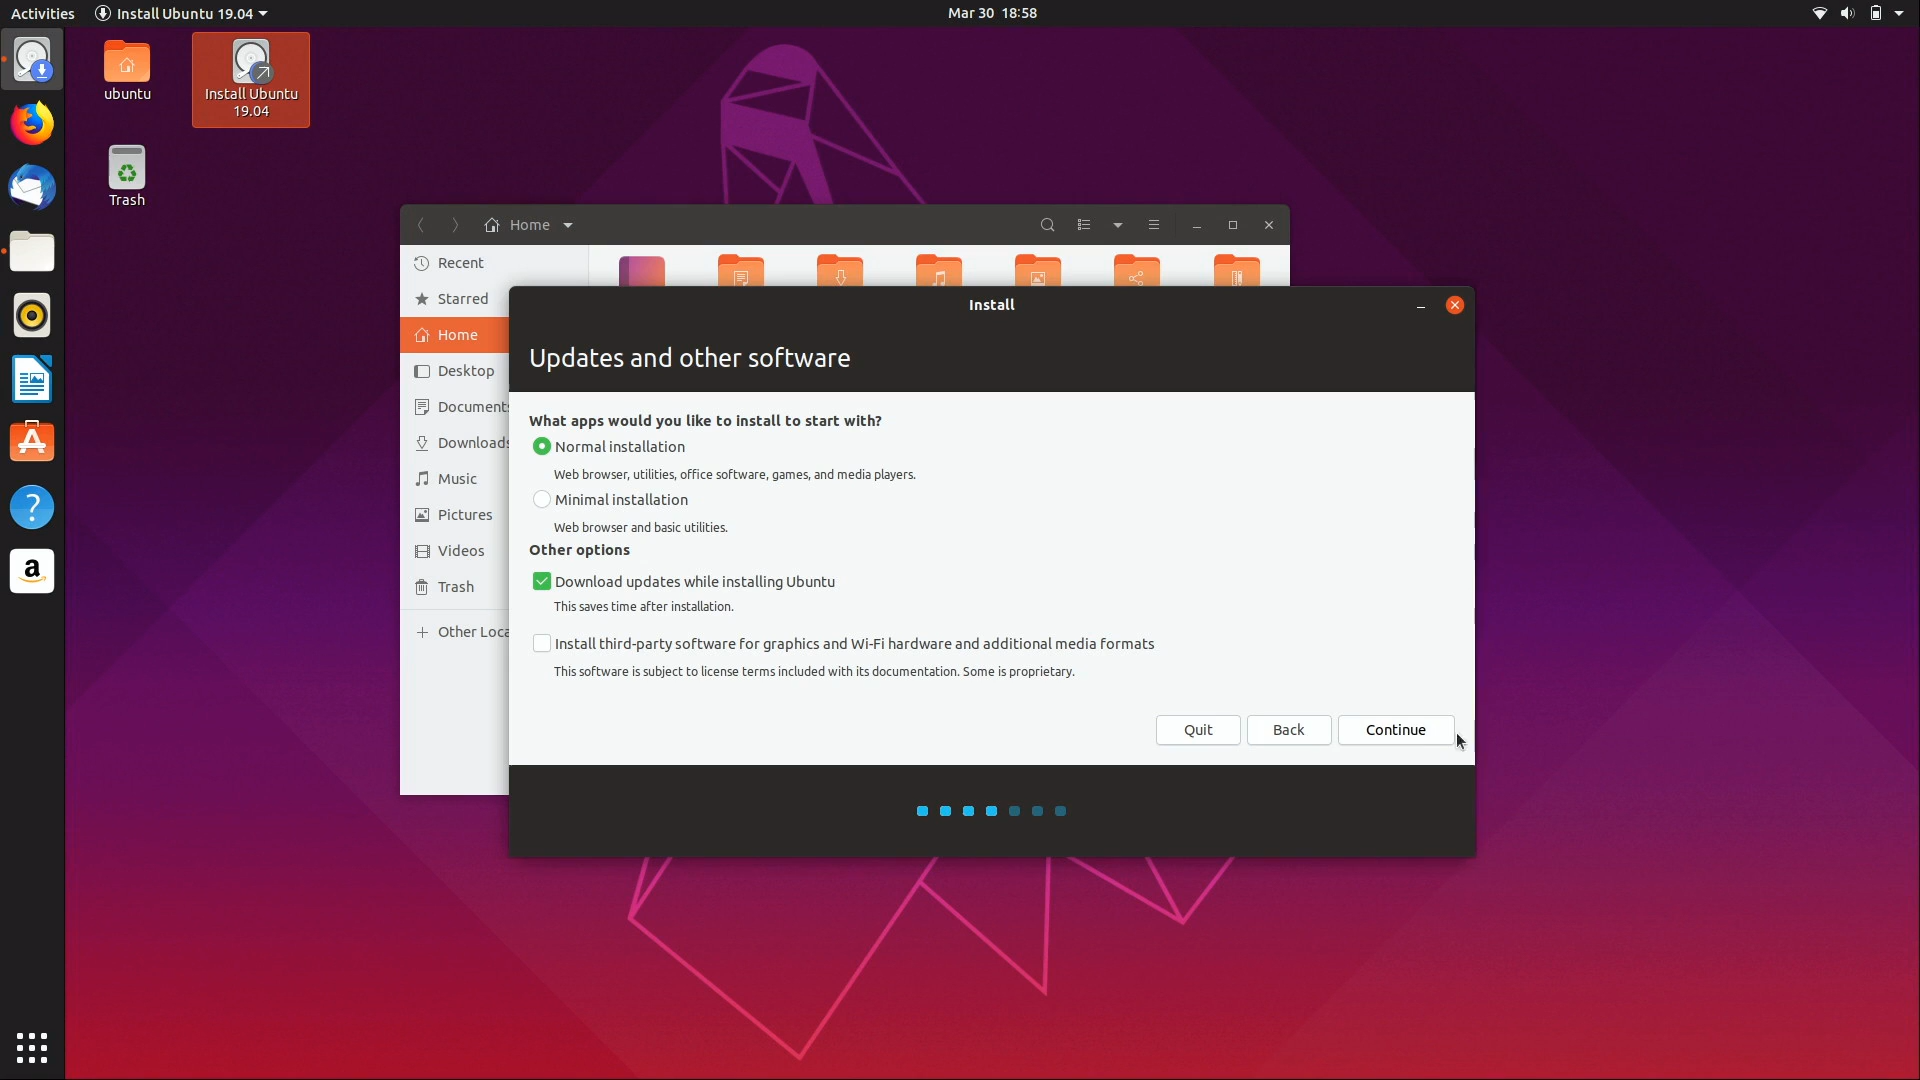 Activities
Install Ubuntu 19.04
Mar 30 18:58
ubuntu
Install Ubuntu
19.04
Trash
Home
Recent
Starred
Home
Desktop
Documents
Downloads
Music
Pictures
Videos
Trash
+ Other Loca
Install
Updates and other software
What apps would you like to install to start with?
Normal installation
Web browser, utilities, office software, games, and media players.
Minimal installation
Web browser and basic utilities.
Other options
Download updates while installing Ubuntu
This saves time after installation.
Install third-party software for graphics and Wi-Fi hardware and additional media formats
This software is subject to license terms included with its documentation. Some is proprietary.
Quit
Back
Continue
?
a